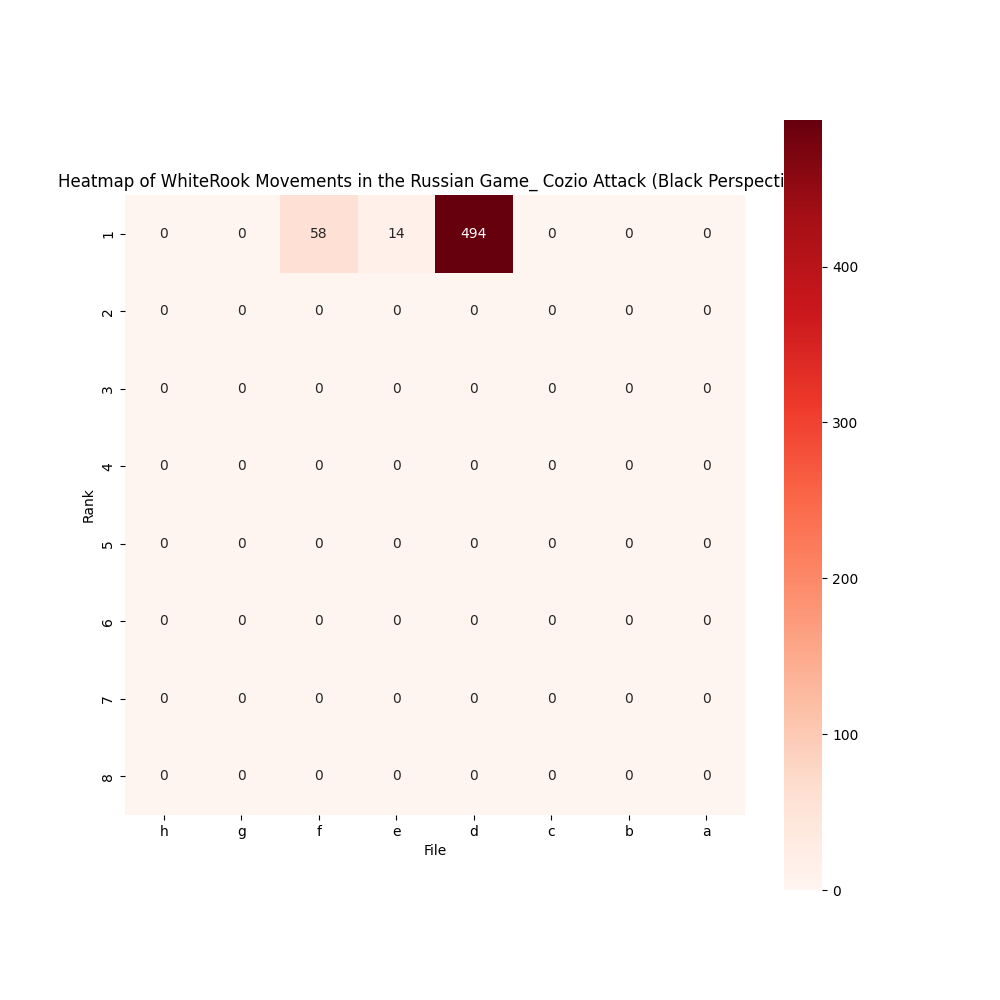 Heatmap of WhiteRook Movements in the Russian Game_ Cozio Attack (Black Perspecti
1 0 0 58 14 494 0 0 0
2 0 0 0 0 0 0 0 0
3 0 0 0 0 0 0 0 0
4 0 0 0 0 0 0 0 0
5 0 0 0 0 0 0 0 0
6 0 0 0 0 0 0 0 0
7 0 0 0 0 0 0 0 0
8 0 0 0 0 0 0 0 0
h g f e d c b a
File
Rank
400
300
200
100
0